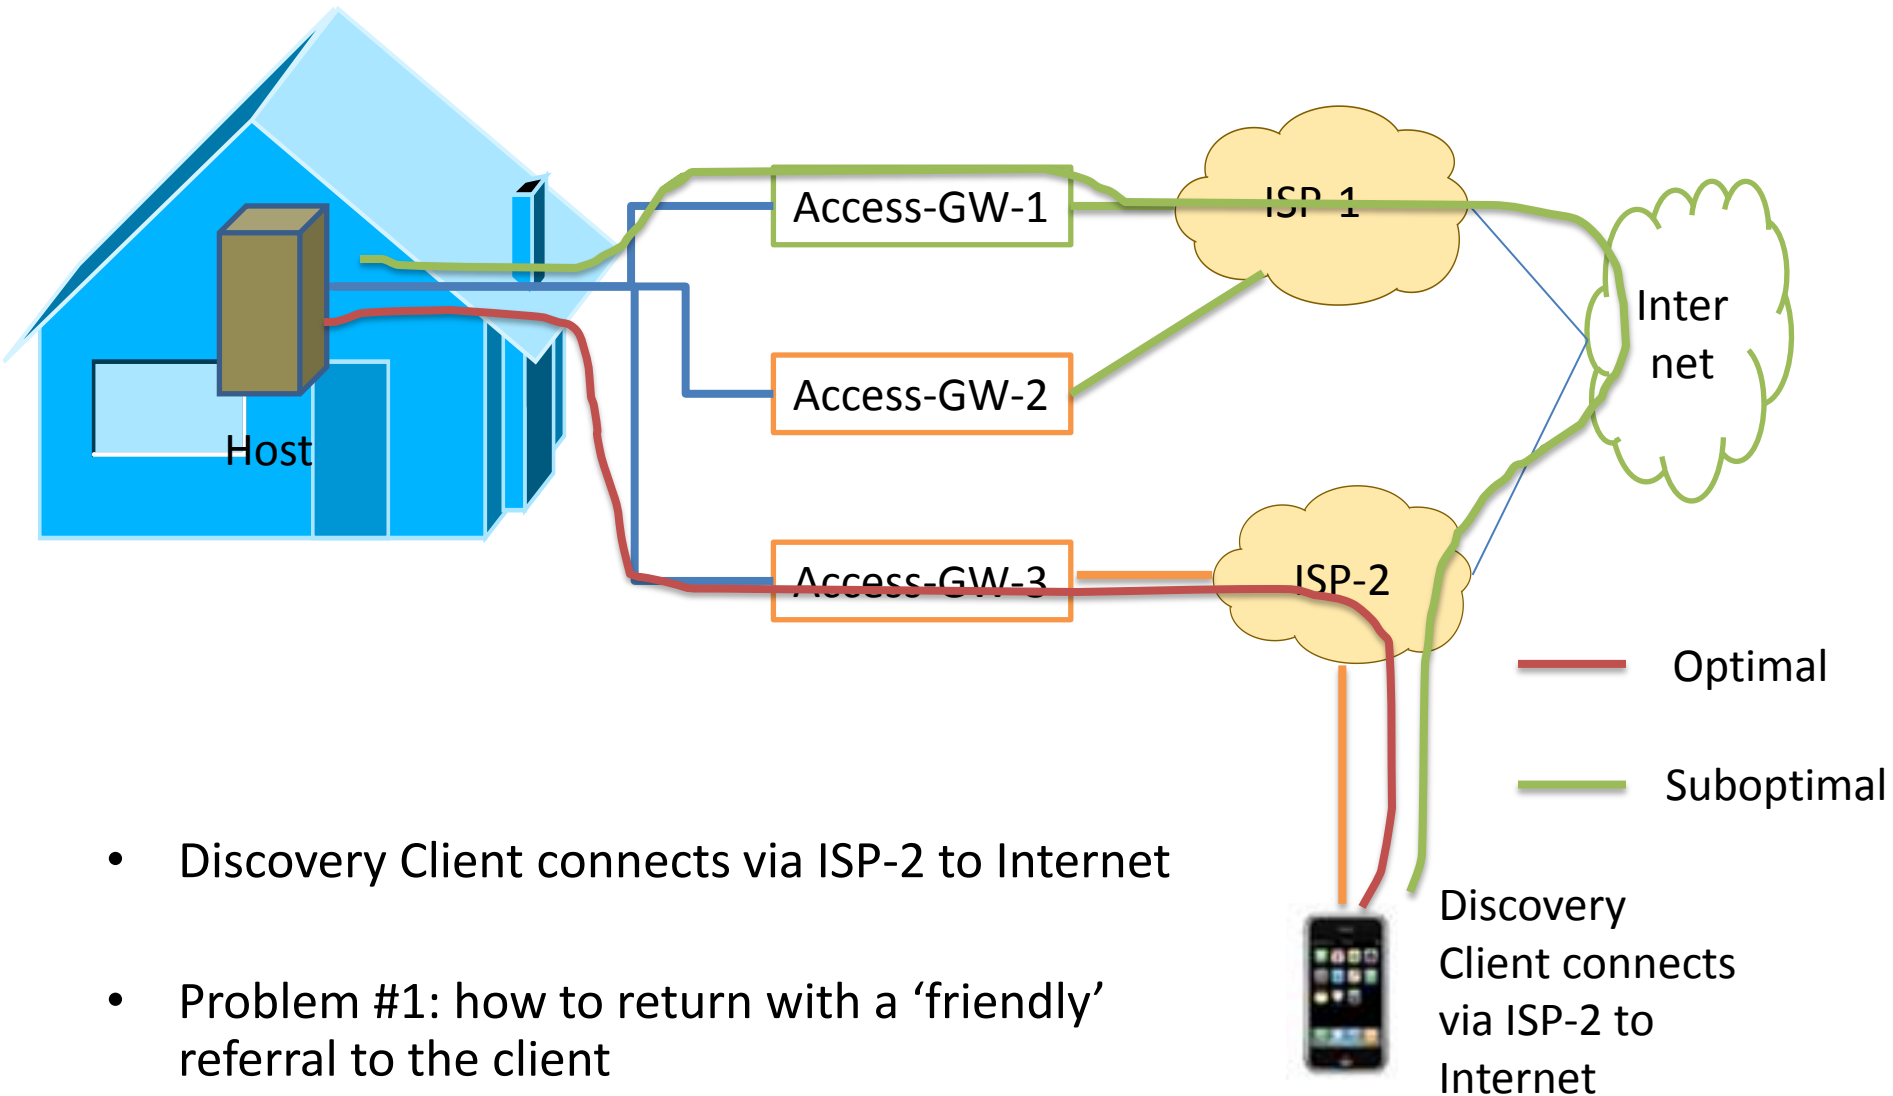 Access-GW-1
ISP-1
Inter
net
Access-GW-2
Host
Access-GW-3
ISP-2
Optimal
Suboptimal
• Discovery Client connects via ISP-2 to Internet
• Problem #1: how to return with a ‘friendly’
referral to the client
Discovery
Client connects
via ISP-2 to
Internet